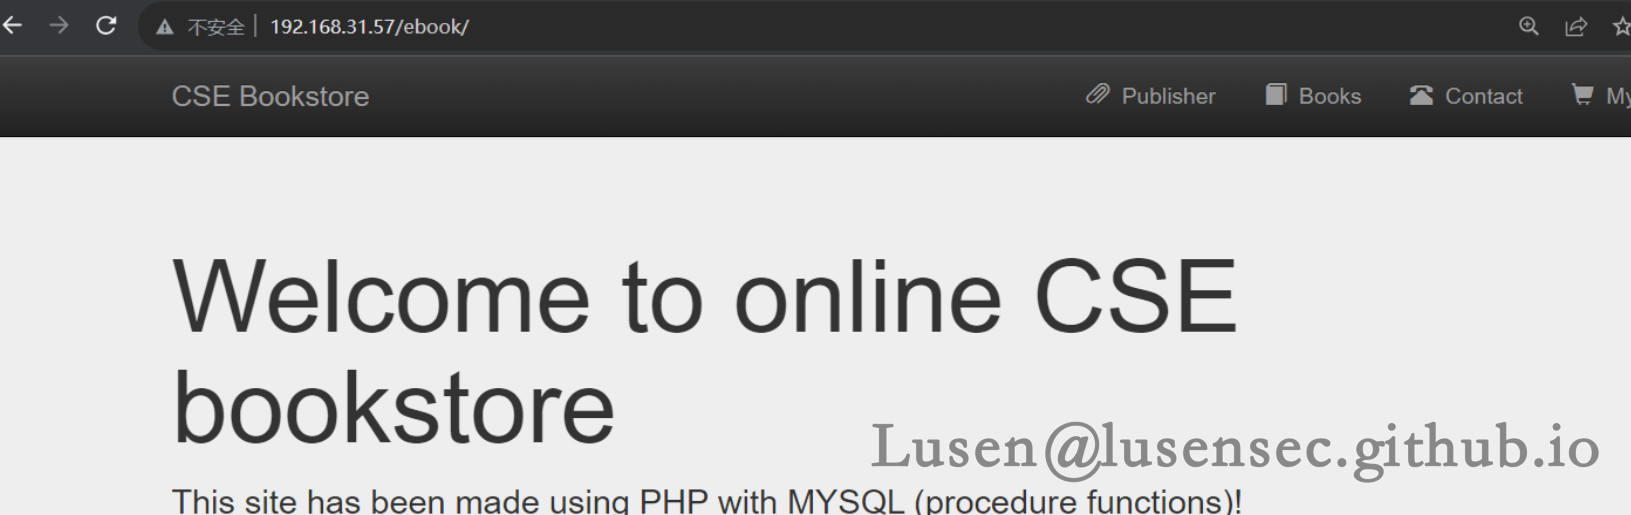 不安全 192.168.31.57/ebook/
CSE Bookstore Publisher Books Contact My
Welcome to online CSE
bookstore
Lusen@lusensec.github.io
This site has been made using PHP with MYSQL (procedure functions)!